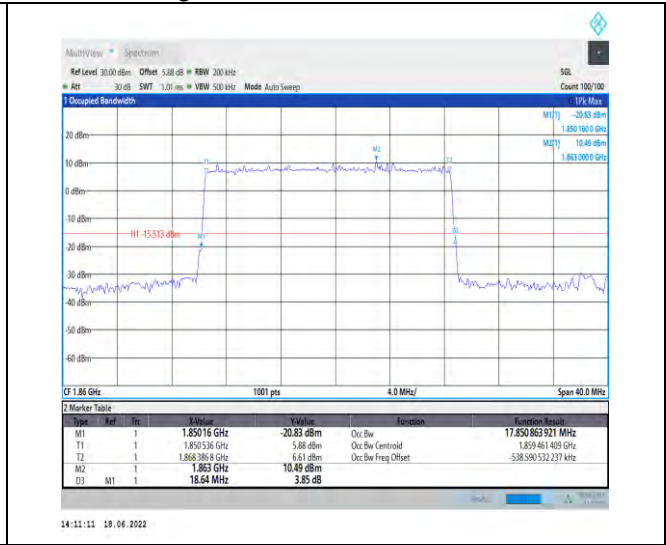 MultiView Spectrum
Ref Level 30.00 dBm Offset 5.88 dB RBW 200 kHz SGL
Att 30 dB SWT 1.01 ms VBW 500 kHz Mode Auto Sweep Count 100/100
1 Occupied Bandwidth 1Pk Max
M1[1] -20.83 dBm
1.850 160 0 GHz
M2[1] 10.49 dBm
1.863 000 0 GHz
20 dBm
M2
T1 T2
10 dBm
0 dBm
-10 dBm
H1 -15.513 dBm
M1 D3
-20 dBm
-30 dBm
-40 dBm
-50 dBm
-60 dBm
CF 1.86 GHz 1001 pts 4.0 MHz/ Span 40.0 MHz
2 Marker Table
Type Ref Trc X-Value Y-Value Function Function Result
M1 1 1.85016 GHz -20.83 dBm Occ Bw 17.850 863 921 MHz
T1 1 1.850 536 GHz 5.88 dBm Occ Bw Centroid 1.859 461 409 GHz
T2 1 1.868 386 8 GHz 6.61 dBm Occ Bw Freq Offset -538.590 532 237 kHz
M2 1 1.863 GHz 10.49 dBm
D3 M1 1 18.64 MHz 3.85 dB
14:11:11 18.06.2022